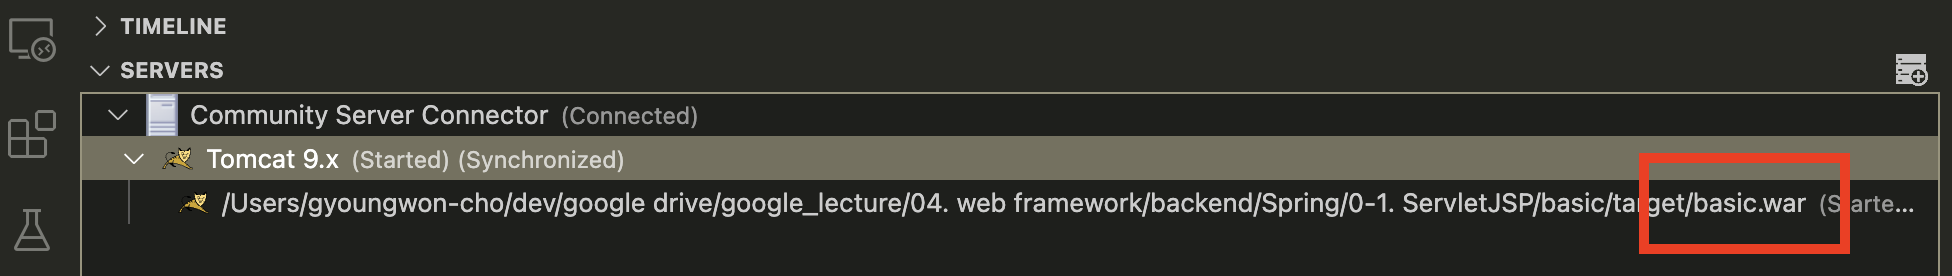 TIMELINE
SERVERS
Community Server Connector (Connected)
Tomcat 9.x (Started) (Synchronized)
/Users/gyoungwon-cho/dev/google drive/google_lecture/04. web framework/backend/Spring/0-1. ServletJSP/basic/target/basic.war (Starte...